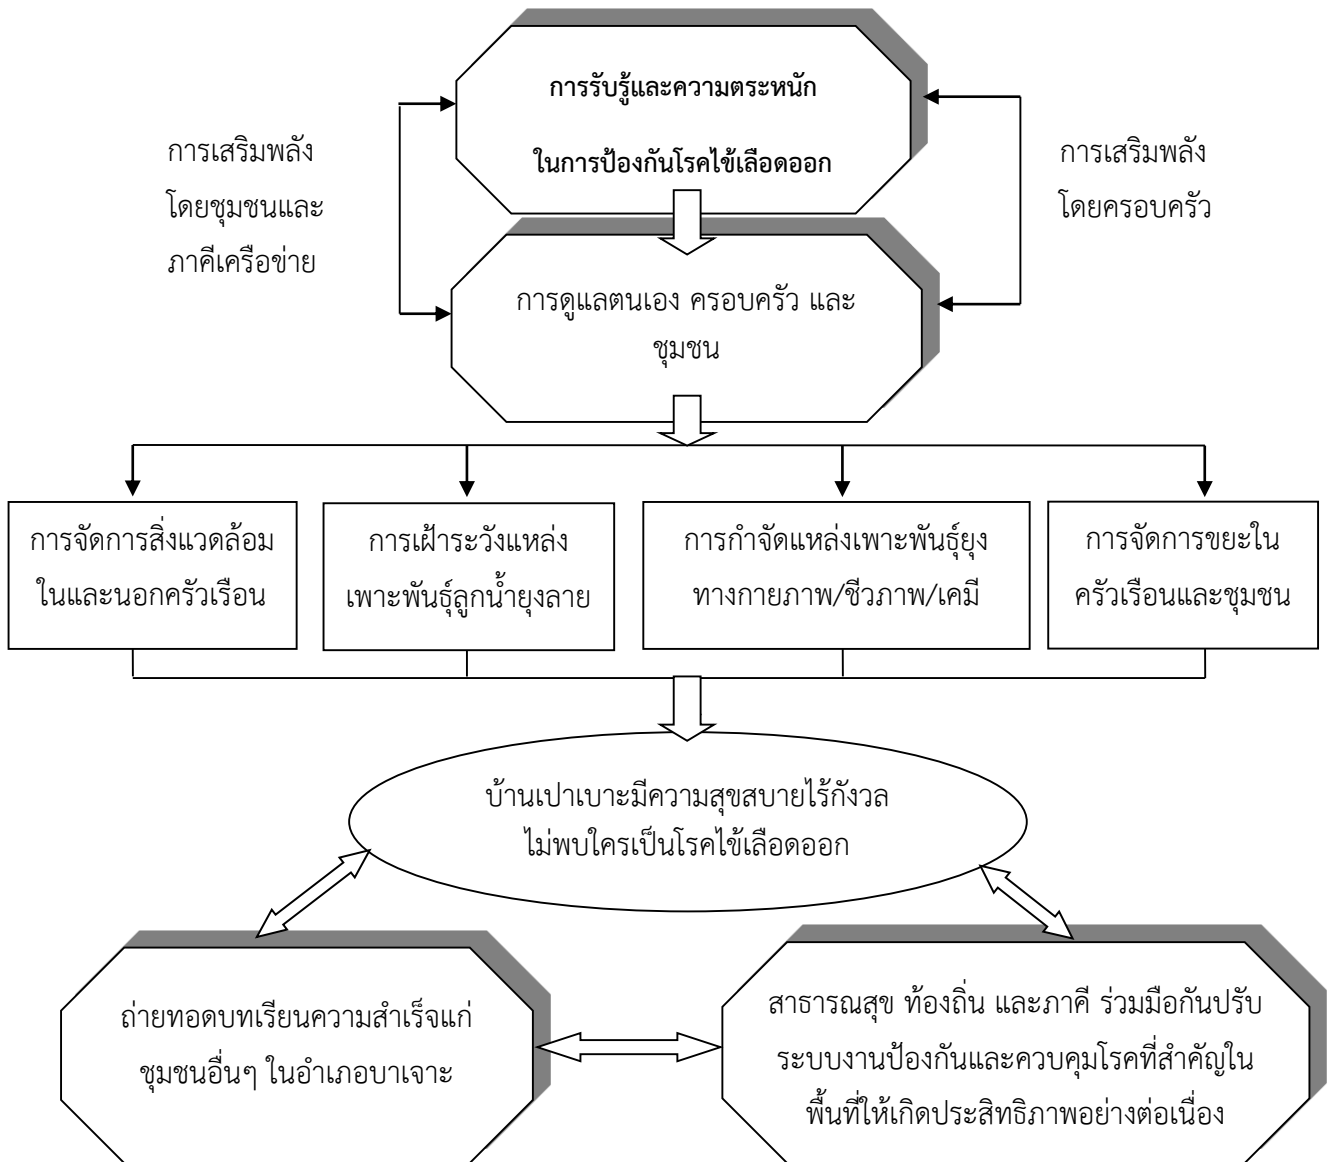 การรับรู้และความตระหนัก
ในการป้องกันโรคไข้เลือดออก
การเสริมพลัง
โดยชุมชนและ
ภาคีเครือข่าย
การเสริมพลัง
โดยครอบครัว
การดูแลตนเอง ครอบครัว และ
ชุมชน
การจัดการสิ่งแวดล้อม
ในและนอกครัวเรือน
การเฝ้าระวังแหล่ง
เพาะพันธุ์ลูกน้ำยุงลาย
การกำจัดแหล่งเพาะพันธุ์ยุง
ทางกายภาพ/ชีวภาพ/เคมี
การจัดการขยะใน
ครัวเรือนและชุมชน
บ้านเปาเบาะมีความสุขสบายไร้กังวล
ไม่พบใครเป็นโรคไข้เลือดออก
ถ่ายทอดบทเรียนความสำเร็จแก่
ชุมชนอื่นๆ ในอำเภอบาเจาะ
สาธารณสุข ท้องถิ่น และภาคี ร่วมมือกันปรับ
ระบบงานป้องกันและควบคุมโรคที่สำคัญใน
พื้นที่ให้เกิดประสิทธิภาพอย่างต่อเนื่อง